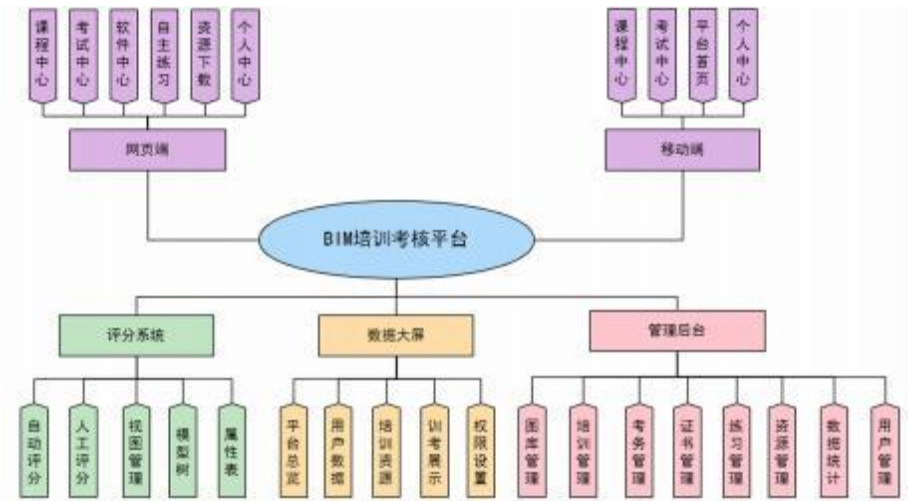 课程中心
考试中心
软件中心
自主练习
资源下载
个人中心
课程中心
考试中心
平台首页
个人中心
网页端
移动端
BIM培训考核平台
评分系统
数据大屏
管理后台
自动评分
人工评分
视图管理
模型树
属性表
平台总览
用户数据
培训资源
训考展示
权限设置
图库管理
培训管理
考务管理
证书管理
练习管理
资源管理
数据统计
用户管理